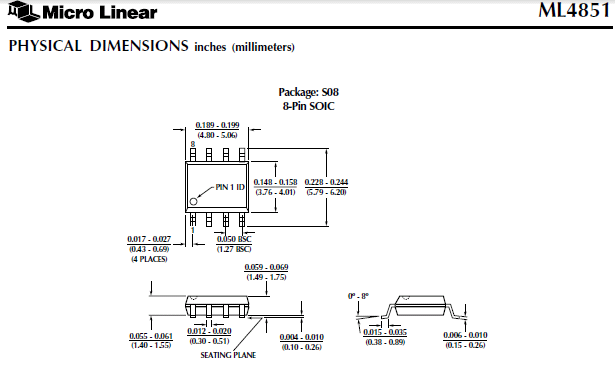 Micro Linear
ML4851
PHYSICAL DIMENSIONS inches (millimeters)
Package: S08
8-Pin SOIC
0.189 - 0.199
(4.80 - 5.06)
8
PIN 1 ID
0.148 - 0.158
(3.76 - 4.01)
0.228 - 0.244
(5.79 - 6.20)
1
0.017 - 0.027
(0.43 - 0.69)
(4 PLACES)
0.050 BSC
(1.27 BSC)
0.059 - 0.069
(1.49 - 1.75)
0º - 8º
0.055 - 0.061
(1.40 - 1.55)
0.012 - 0.020
(0.30 - 0.51)
SEATING PLANE
0.004 - 0.010
(0.10 - 0.26)
0.015 - 0.035
(0.38 - 0.89)
0.006 - 0.010
(0.15 - 0.26)